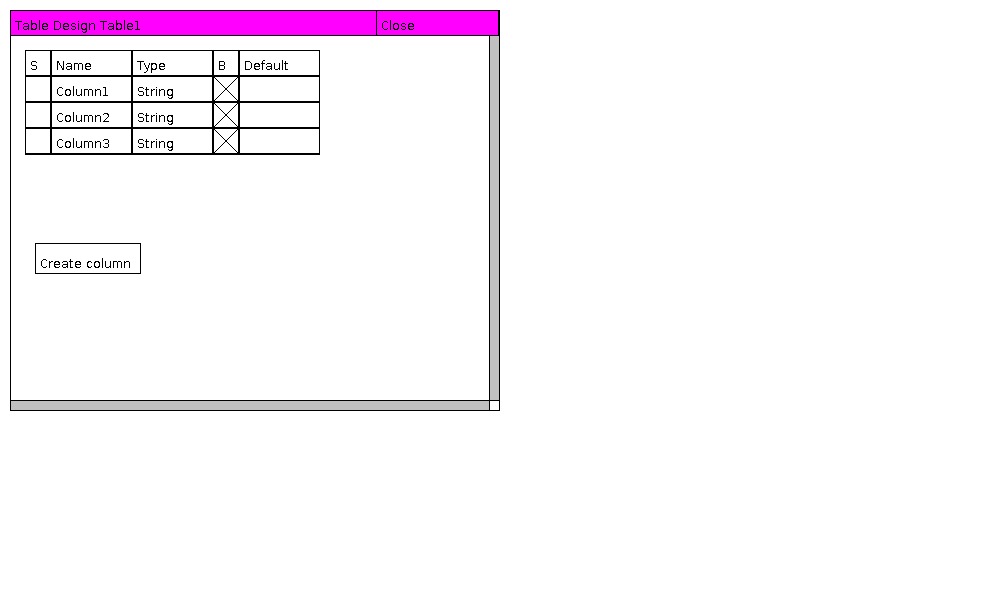 Table Design Table1 Close
S Name Type B Default
Column1 String
Column2 String
Column3 String
Create column